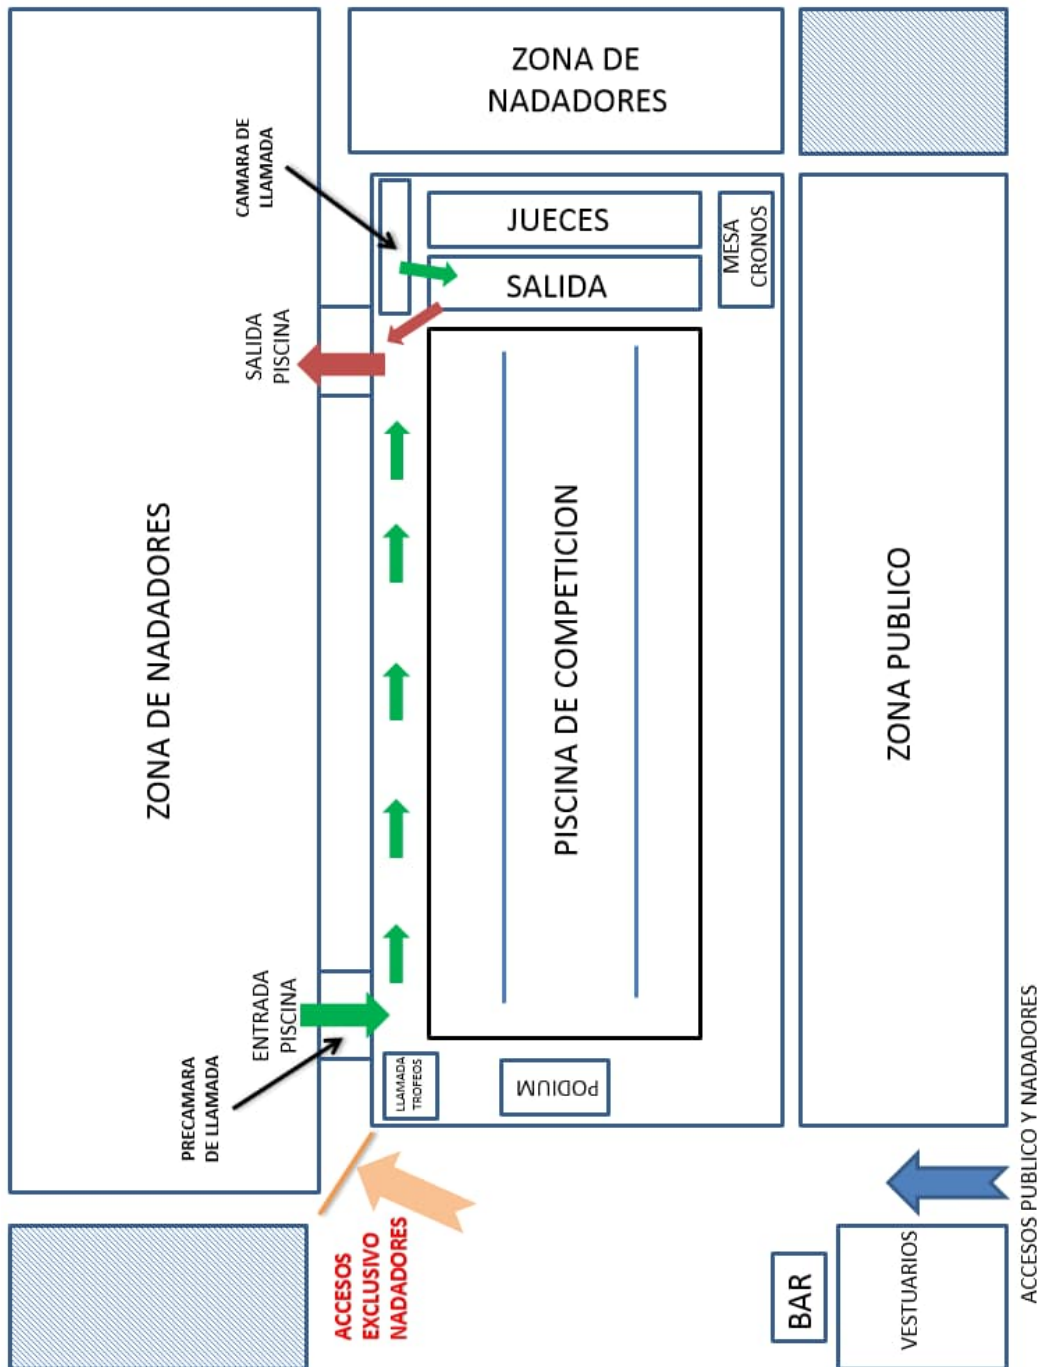 ZONA DE
NADADORES
CAMARA DE
LLAMADA
JUECES
SALIDA
MESA
CRONOS
SALIDA
PISCINA
ZONA DE NADADORES
PISCINA DE COMPETICION
ZONA PUBLICO
ENTRADA
PISCINA
PRECAMARA
DE LLAMADA
LLAMADA
TROFEOS
PODIUM
ACCESOS
EXCLUSIVO
NADADORES
BAR
VESTUARIOS
ACCESOS PUBLICO Y NADADORES